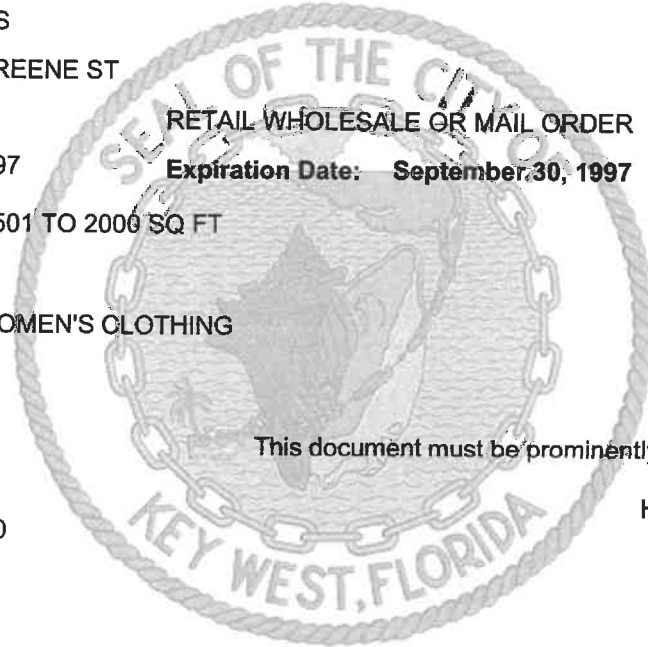 S
REENE ST
RETAIL WHOLESALE OR MAIL ORDER
97
Expiration Date: September 30, 1997
501 TO 2000 SQ FT
OMEN'S CLOTHING
This document must be prominently
H
0
SEAL OF THE CITY OF
KEY WEST, FLORIDA